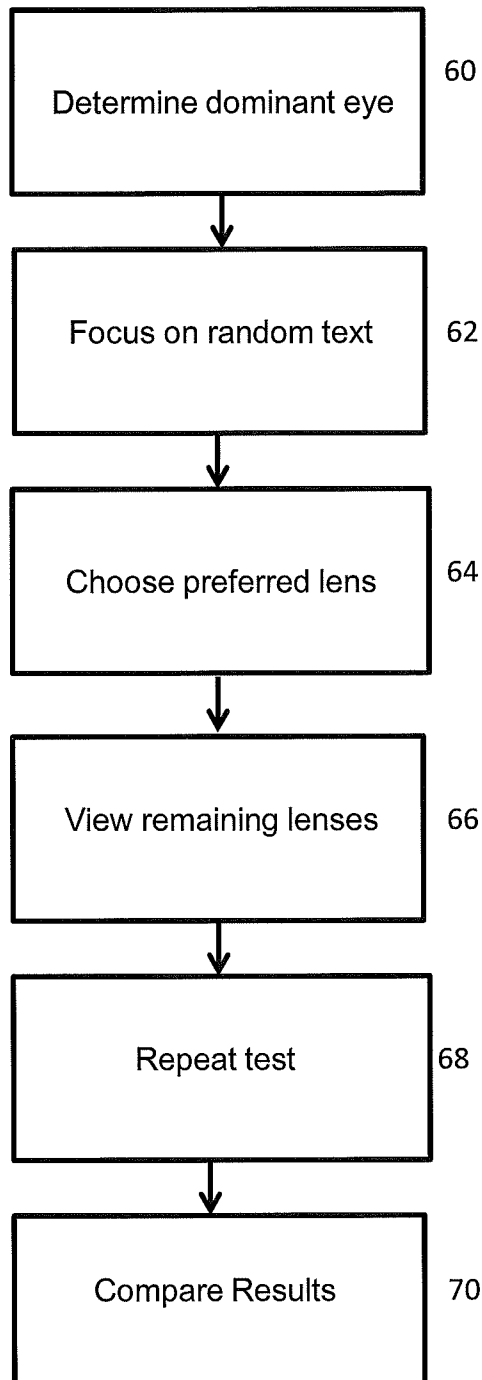 Determine dominant eye 60
Focus on random text 62
Choose preferred lens 64
View remaining lenses 66
Repeat test 68
Compare Results 70